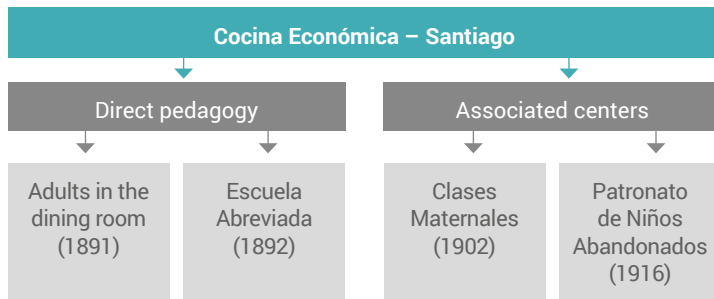 Cocina Económica – Santiago
Direct pedagogy
Associated centers
Adults in the
dining room
(1891)
Escuela
Abreviada
(1892)
Clases
Maternales
(1902)
Patronato
de Niños
Abandonados
(1916)